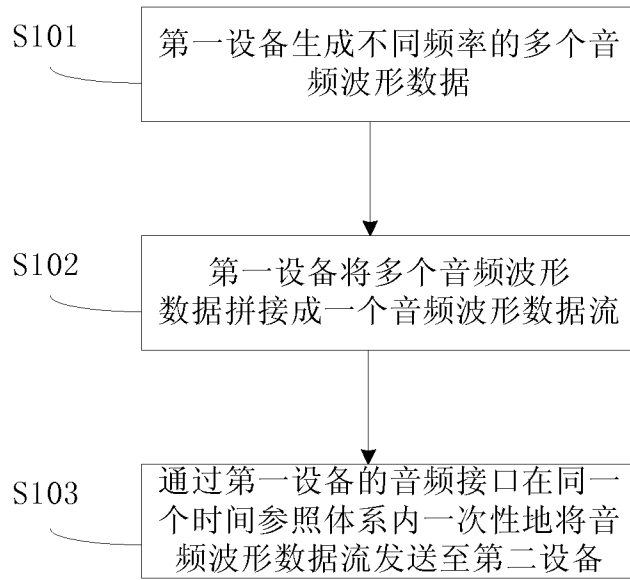 S101
第一设备生成不同频率的多个音
频波形数据
S102
第一设备将多个音频波形
数据拼接成一个音频波形数据流
S103
通过第一设备的音频接口在同一
个时间参照体系内一次性地将音
频波形数据流发送至第二设备